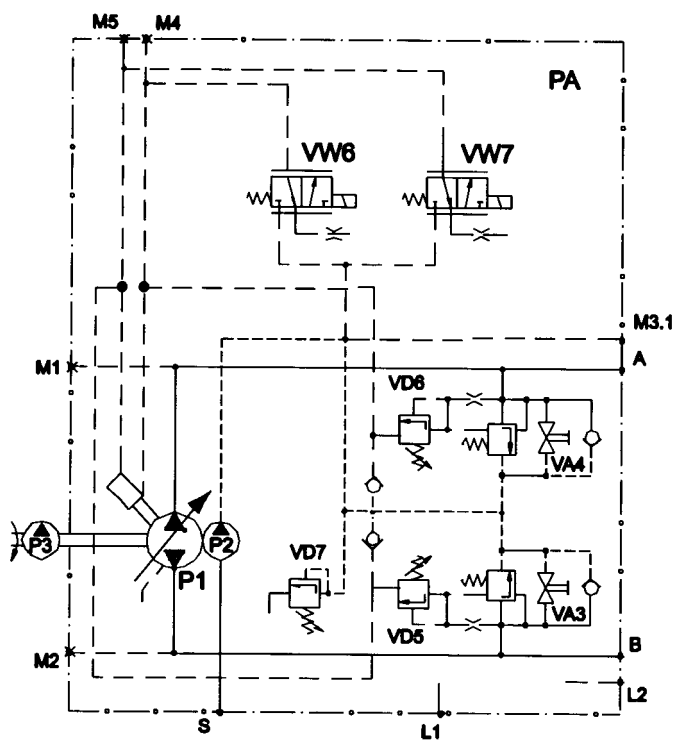 M5 M4
PA
VW6 VW7
M3.1
M1 A
VD6
VA4
P3 P2
P1 VD7
VD5 VA3
M2 B
L2
S L1